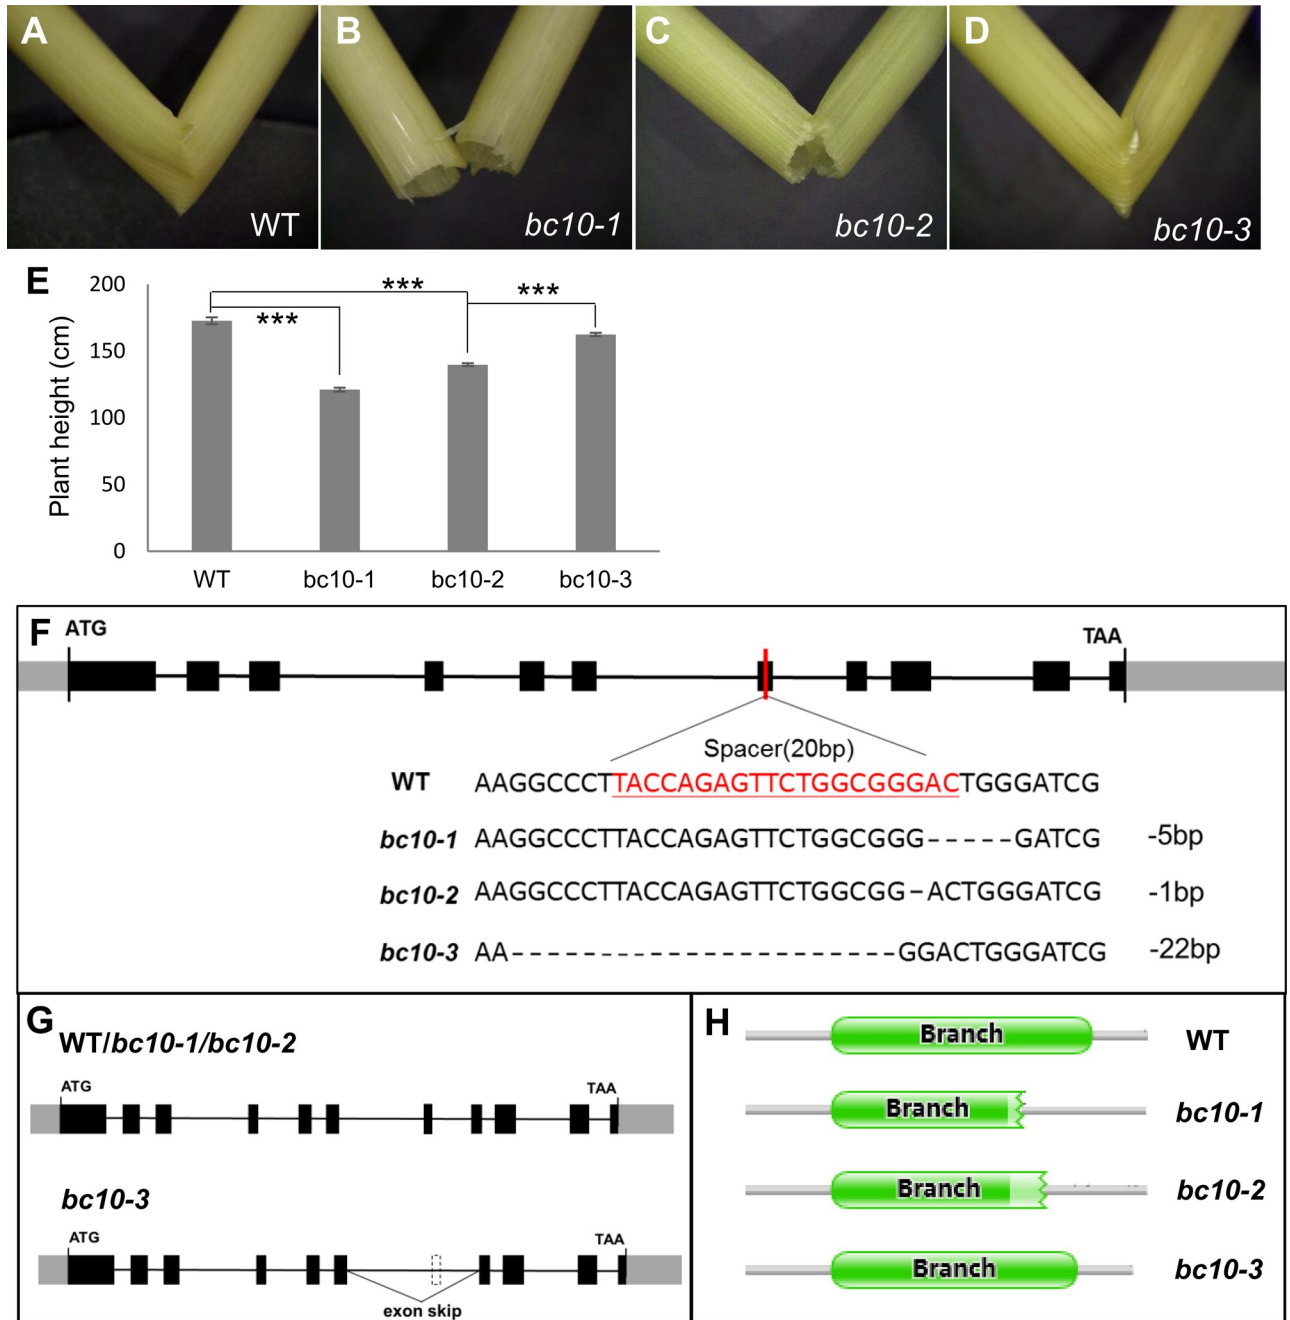 A
WT
B
bc10-1
C
bc10-2
D
bc10-3
E
Plant height (cm)
200
150
100
50
0
***
***
***
WT
bc10-1
bc10-2
bc10-3
F
ATG
TAA
Spacer(20bp)
WT AAGGCCCTTACCAGAGTTCTGGCGGGACTGGGATCG
bc10-1 AAGGCCCTTACCAGAGTTCTGGCGGG-----GATCG -5bp
bc10-2 AAGGCCCTTACCAGAGTTCTGGCGG-ACTGGGATCG -1bp
bc10-3 AA----------------------GGACTGGGATCG -22bp
G
WT/bc10-1/bc10-2
ATG
TAA
bc10-3
ATG
TAA
exon skip
H
Branch
WT
Branch
bc10-1
Branch
bc10-2
Branch
bc10-3